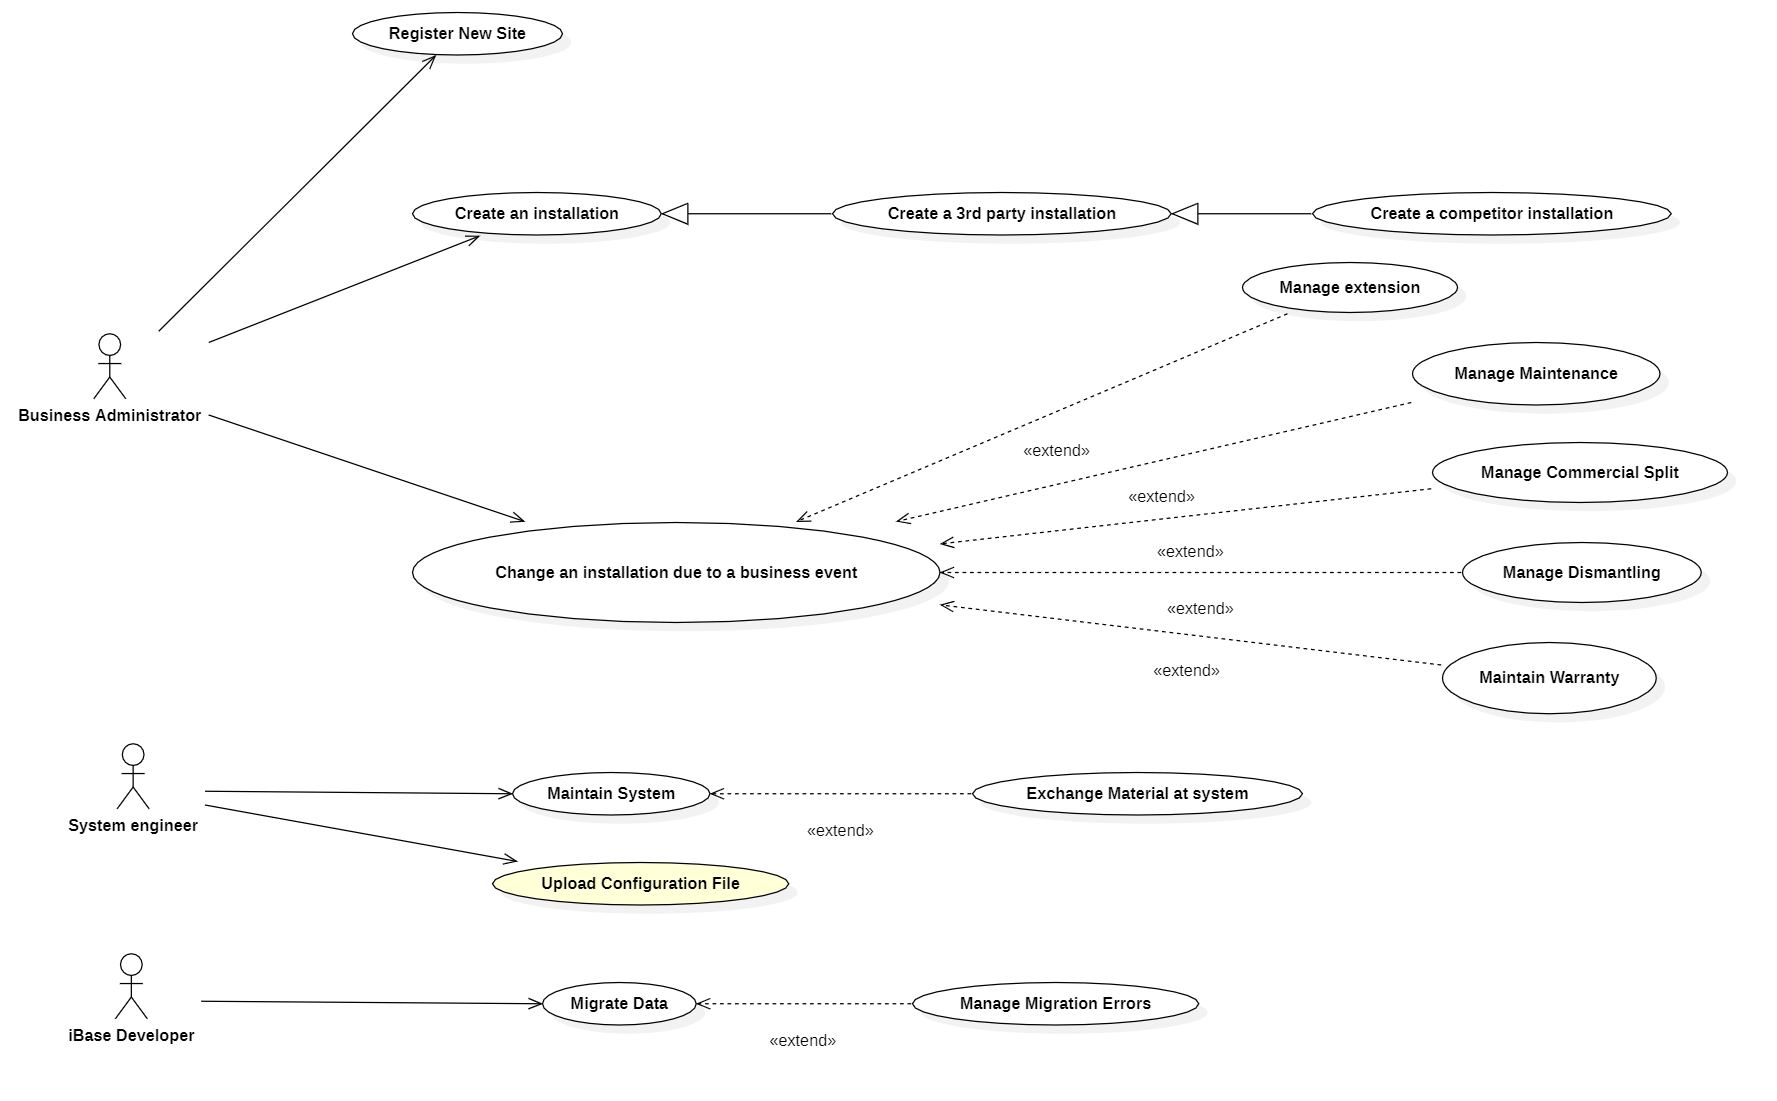 Register New Site
Create an installation
Create a 3rd party installation
Create a competitor installation
Manage extension
Manage Maintenance
Business Administrator
«extend»
Manage Commercial Split
«extend»
«extend»
Change an installation due to a business event
Manage Dismantling
«extend»
«extend»
Maintain Warranty
Maintain System
Exchange Material at system
System engineer
«extend»
Upload Configuration File
Migrate Data
Manage Migration Errors
iBase Developer
«extend»